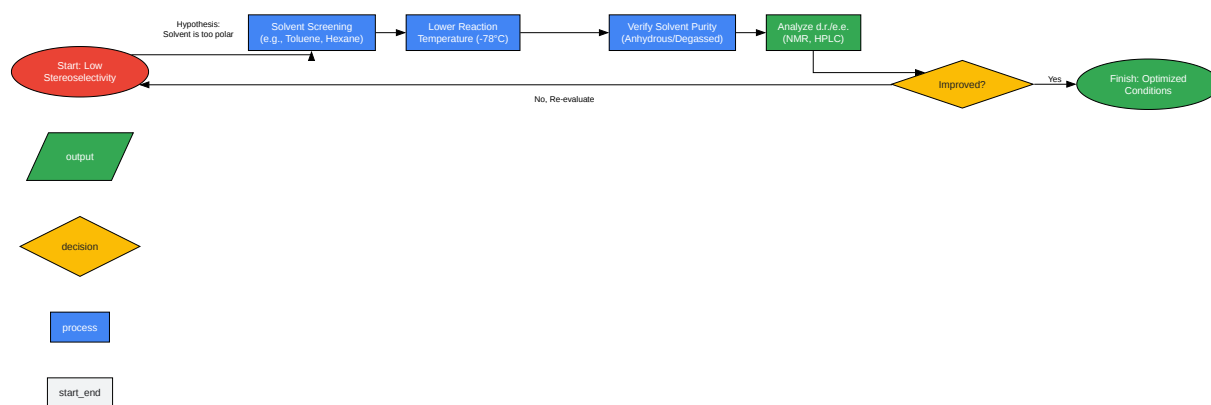 Hypothesis:
Solvent is too polar
Start: Low
Stereoselectivity
Solvent Screening
(e.g., Toluene, Hexane)
Lower Reaction
Temperature (-78°C)
Verify Solvent Purity
(Anhydrous/Degassed)
Analyze d.r./e.e.
(NMR, HPLC)
Improved?
Yes
Finish: Optimized
Conditions
No, Re-evaluate
output
decision
process
start_end